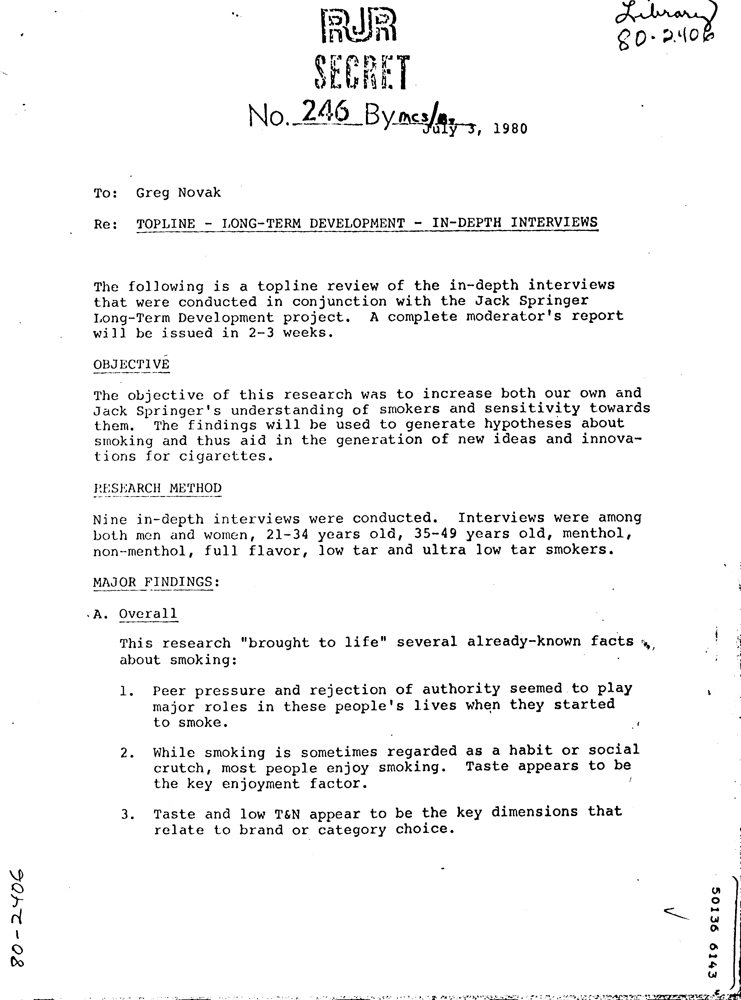 RJR
Library
80-2406
SECRET
No. 246 By mcs/
July 3, 1980
To: Greg Novak
Re: TOPLINE - LONG-TERM DEVELOPMENT - IN-DEPTH INTERVIEWS
The following is a topline review of the in-depth interviews
that were conducted in conjunction with the Jack Springer
Long-Term Development project. A complete moderator's report
will be issued in 2-3 weeks.
OBJECTIVE
The objective of this research was to increase both our own and
Jack Springer's understanding of smokers and sensitivity towards
them. The findings will be used to generate hypotheses about
smoking and thus aid in the generation of new ideas and innova-
tions for cigarettes.
RESEARCH METHOD
Nine in-depth interviews were conducted. Interviews were among
both men and women, 21-34 years old, 35-49 years old, menthol,
non-menthol, full flavor, low tar and ultra low tar smokers.
MAJOR FINDINGS:
A. Overall
This research "brought to life" several already-known facts
about smoking:
1. Peer pressure and rejection of authority seemed to play
major roles in these people's lives when they started
to smoke.
2. While smoking is sometimes regarded as a habit or social
crutch, most people enjoy smoking. Taste appears to be
the key enjoyment factor.
3. Taste and low T&N appear to be the key dimensions that
relate to brand or category choice.
80-2406
50136 6143